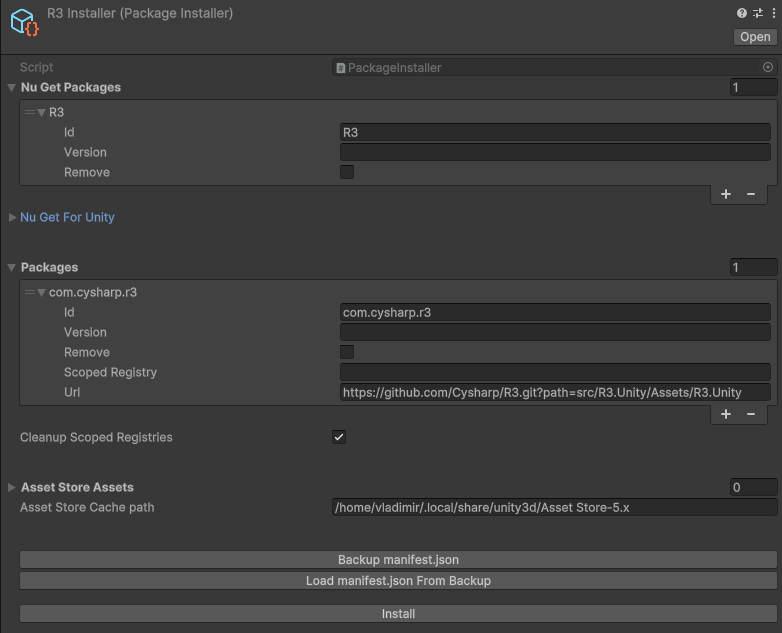 R3 Installer (Package Installer)
Open
Script PackageInstaller
Nu Get Packages 1
R3
Id R3
Version
Remove
+ −
Nu Get For Unity
Packages 1
com.cysharp.r3
Id com.cysharp.r3
Version
Remove
Scoped Registry
Url https://github.com/Cysharp/R3.git?path=src/R3.Unity/Assets/R3.Unity
+ −
Cleanup Scoped Registries
Asset Store Assets 0
Asset Store Cache path /home/vladimir/.local/share/unity3d/Asset Store-5.x
Backup manifest.json
Load manifest.json From Backup
Install